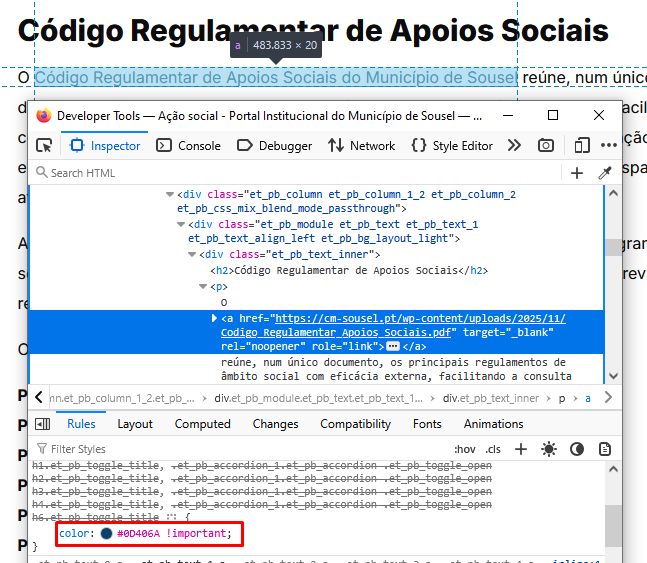 Código Regulamentar de Apoios Sociais
a 483.833 × 20
O Código Regulamentar de Apoios Sociais do Município de Sousel reúne, num únic
Developer Tools — Ação social - Portal Institucional do Município de Sousel — ...
Inspector Console Debugger Network Style Editor
Search HTML
<div class="et_pb_column et_pb_column_1_2 et_pb_column_2
et_pb_css_mix_blend_mode_passthrough">
<div class="et_pb_module et_pb_text et_pb_text_1
et_pb_text_align_left et_pb_bg_layout_light">
<div class="et_pb_text_inner">
<h2>Código Regulamentar de Apoios Sociais</h2>
<p>
O
<a href="https://cm-sousel.pt/wp-content/uploads/2025/11/
Codigo_Regulamentar_Apoios_Sociais.pdf" target="_blank"
rel="noopener" role="link"></a>
reúne, num único documento, os principais regulamentos de
âmbito social com eficácia externa, facilitando a consulta
mn.et_pb_column_1_2.et_pb_... div.et_pb_module.et_pb_text.et_pb_text_1... div.et_pb_text_inner p a
Rules Layout Computed Changes Compatibility Fonts Animations
Filter Styles :hov .cls
h1.et_pb_toggle_title, .et_pb_accordion_1.et_pb_accordion .et_pb_toggle_open
h2.et_pb_toggle_title, .et_pb_accordion_1.et_pb_accordion .et_pb_toggle_open
h3.et_pb_toggle_title, .et_pb_accordion_1.et_pb_accordion .et_pb_toggle_open
h4.et_pb_toggle_title, .et_pb_accordion_1.et_pb_accordion .et_pb_toggle_open
h5.et_pb_toggle_title, .et_pb_accordion_1.et_pb_accordion .et_pb_toggle_open
h6.et_pb_toggle_title {
color: #0D406A !important;
}